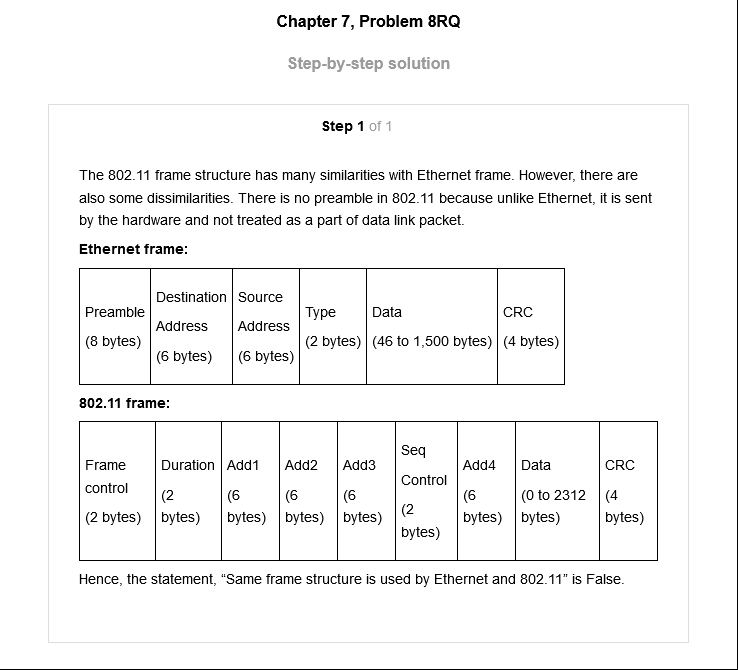 Chapter 7, Problem 8RQ
Step-by-step solution
Step 1 of 1
The 802.11 frame structure has many similarities with Ethernet frame. However, there are
also some dissimilarities. There is no preamble in 802.11 because unlike Ethernet, it is sent
by the hardware and not treated as a part of data link packet.
Ethernet frame:
Preamble
(8 bytes)
Destination
Address
(6 bytes)
Source
Address
(6 bytes)
Type
(2 bytes)
Data
(46 to 1,500 bytes)
CRC
(4 bytes)
802.11 frame:
Frame
control
(2 bytes)
Duration
(2
bytes)
Add1
(6
bytes)
Add2
(6
bytes)
Add3
(6
bytes)
Seq
Control
(2
bytes)
Add4
(6
bytes)
Data
(0 to 2312
bytes)
CRC
(4
bytes)
Hence, the statement, “Same frame structure is used by Ethernet and 802.11” is False.